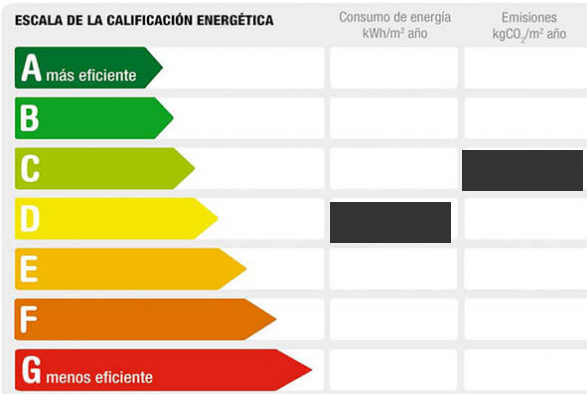 ESCALA DE LA CALIFICACIÓN ENERGÉTICA
Consumo de energía
kWh/m² año
Emisiones
kgCO₂/m² año
A más eficiente
B
C
D
E
F
G menos eficiente